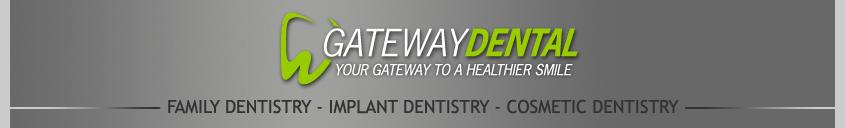 GATEWAYDENTAL
YOUR GATEWAY TO A HEALTHIER SMILE
FAMILY DENTISTRY - IMPLANT DENTISTRY - COSMETIC DENTISTRY